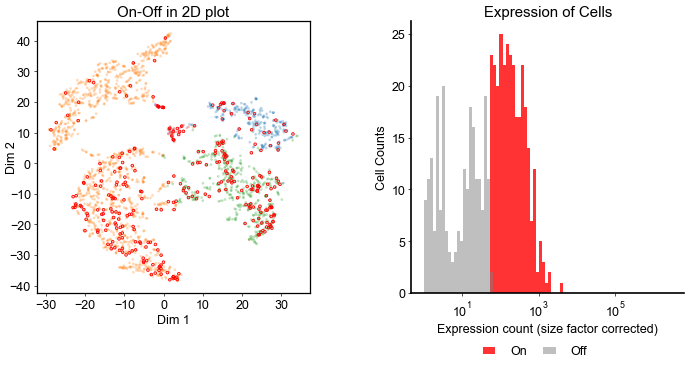 On-Off in 2D plot
40
30
20
10
0
−10
−20
−30
−40
Dim 2
−30 −20 −10 0 10 20 30
Dim 1
Expression of Cells
25
20
15
10
5
0
Cell Counts
10^1 10^3 10^5
Expression count (size factor corrected)
On Off